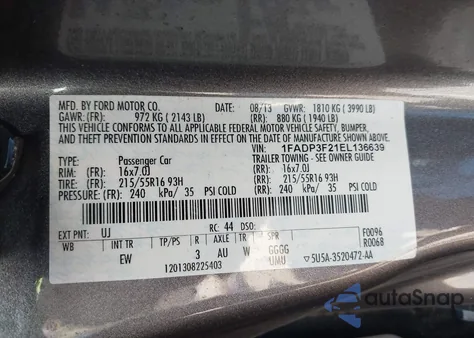 MFD. BY FORD MOTOR CO. 08/13 GVWR: 1810 KG ( 3990 LB)
GAWR: (FR): 972 KG ( 2143 LB) (RR): 880 KG ( 1940 LB)
THIS VEHICLE CONFORMS TO ALL APPLICABLE FEDERAL MOTOR VEHICLE SAFETY, BUMPER,
AND THEFT PREVENTION STANDARDS IN EFFECT ON THE DATE OF MANUFACTURE SHOWN ABOVE.
VIN: 1FADP3F21EL136639
TYPE: Passenger Car TRAILER TOWING - SEE OWNER GUIDE
RIM: (FR) 16x7.0J (RR): 16x7.0J
TIRE: (FR) 215/55R16 93H (RR): 215/55R16 93H
PRESSURE: (FR) 240 kPa/ 35 PSI COLD (RR) 240 kPa/ 35 PSI COLD
EXT PNT: UJ RC: 44 DSO: F0096
R0068
WB INT TR TP/PS R AXLE TR SPR
EW 3 AU W GGGG
UMU
1201308225403 5U5A-3520472-AA
AutoSnap